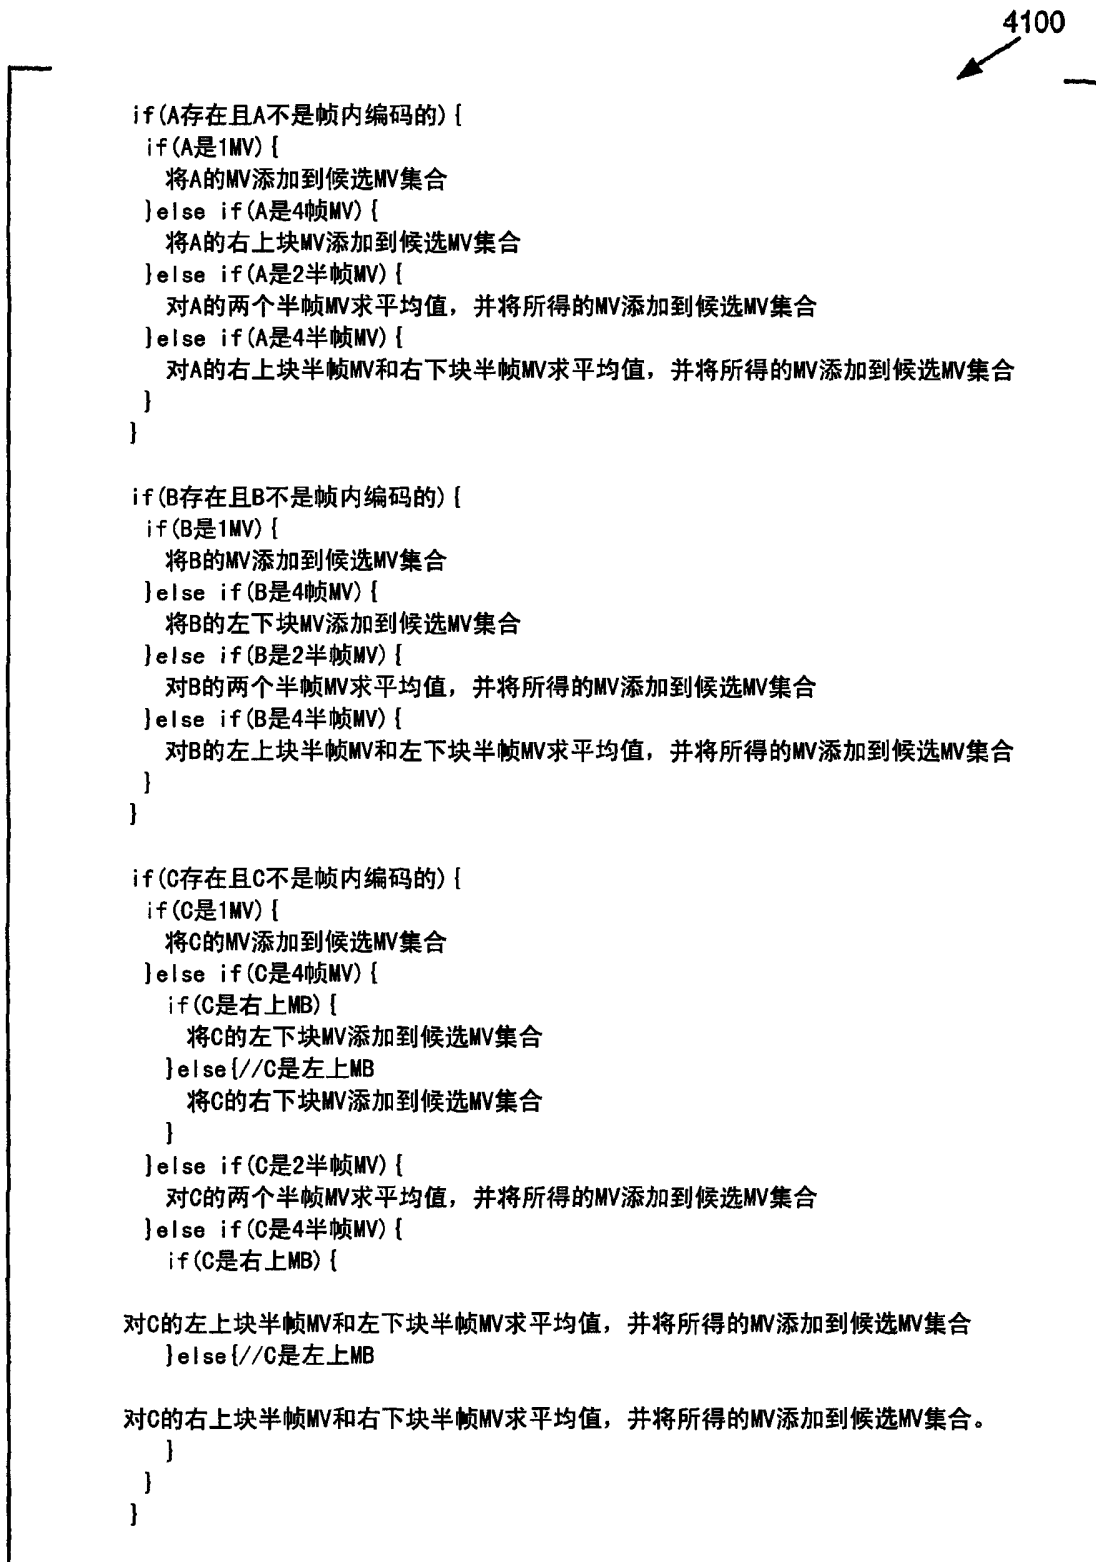 4100
if(A存在且A不是帧内编码的){
if(A是1MV){
将A的MV添加到候选MV集合
}else if(A是4帧MV){
将A的右上块MV添加到候选MV集合
}else if(A是2半帧MV){
对A的两个半帧MV求平均值，并将所得的MV添加到候选MV集合
}else if(A是4半帧MV){
对A的右上块半帧MV和右下块半帧MV求平均值，并将所得的MV添加到候选MV集合
}
}
if(B存在且B不是帧内编码的){
if(B是1MV){
将B的MV添加到候选MV集合
}else if(B是4帧MV){
将B的左下块MV添加到候选MV集合
}else if(B是2半帧MV){
对B的两个半帧MV求平均值，并将所得的MV添加到候选MV集合
}else if(B是4半帧MV){
对B的左上块半帧MV和左下块半帧MV求平均值，并将所得的MV添加到候选MV集合
}
}
if(C存在且C不是帧内编码的){
if(C是1MV){
将C的MV添加到候选MV集合
}else if(C是4帧MV){
if(C是右上MB){
将C的左下块MV添加到候选MV集合
}else{//C是左上MB
将C的右下块MV添加到候选MV集合
}
}else if(C是2半帧MV){
对C的两个半帧MV求平均值，并将所得的MV添加到候选MV集合
}else if(C是4半帧MV){
if(C是右上MB){
对C的左上块半帧MV和左下块半帧MV求平均值，并将所得的MV添加到候选MV集合
}else{//C是左上MB
对C的右上块半帧MV和右下块半帧MV求平均值，并将所得的MV添加到候选MV集合。
}
}
}